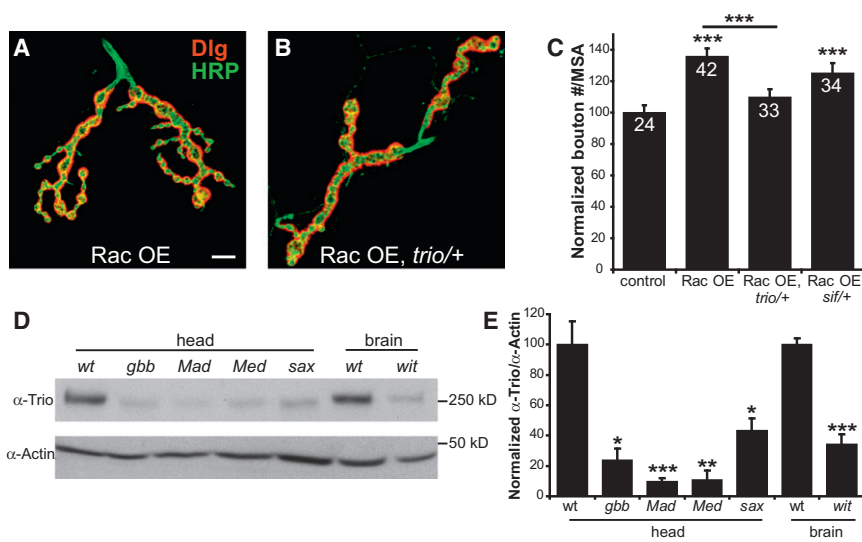 A
Dlg
HRP
Rac OE
B
Rac OE, trio/+
C
Normalized bouton #/MSA
140
120
100
80
60
40
20
0
***
***
***
24
42
33
34
control
Rac OE
Rac OE,
trio/+
Rac OE
sif/+
D
head
brain
wt gbb Mad Med sax wt wit
α-Trio
-250 kD
50 kD
α-Actin
E
Normalized α-Trio/α-Actin
120
100
80
60
40
20
0
*
***
**
*
***
wt gbb Mad Med sax wt wit
head
brain